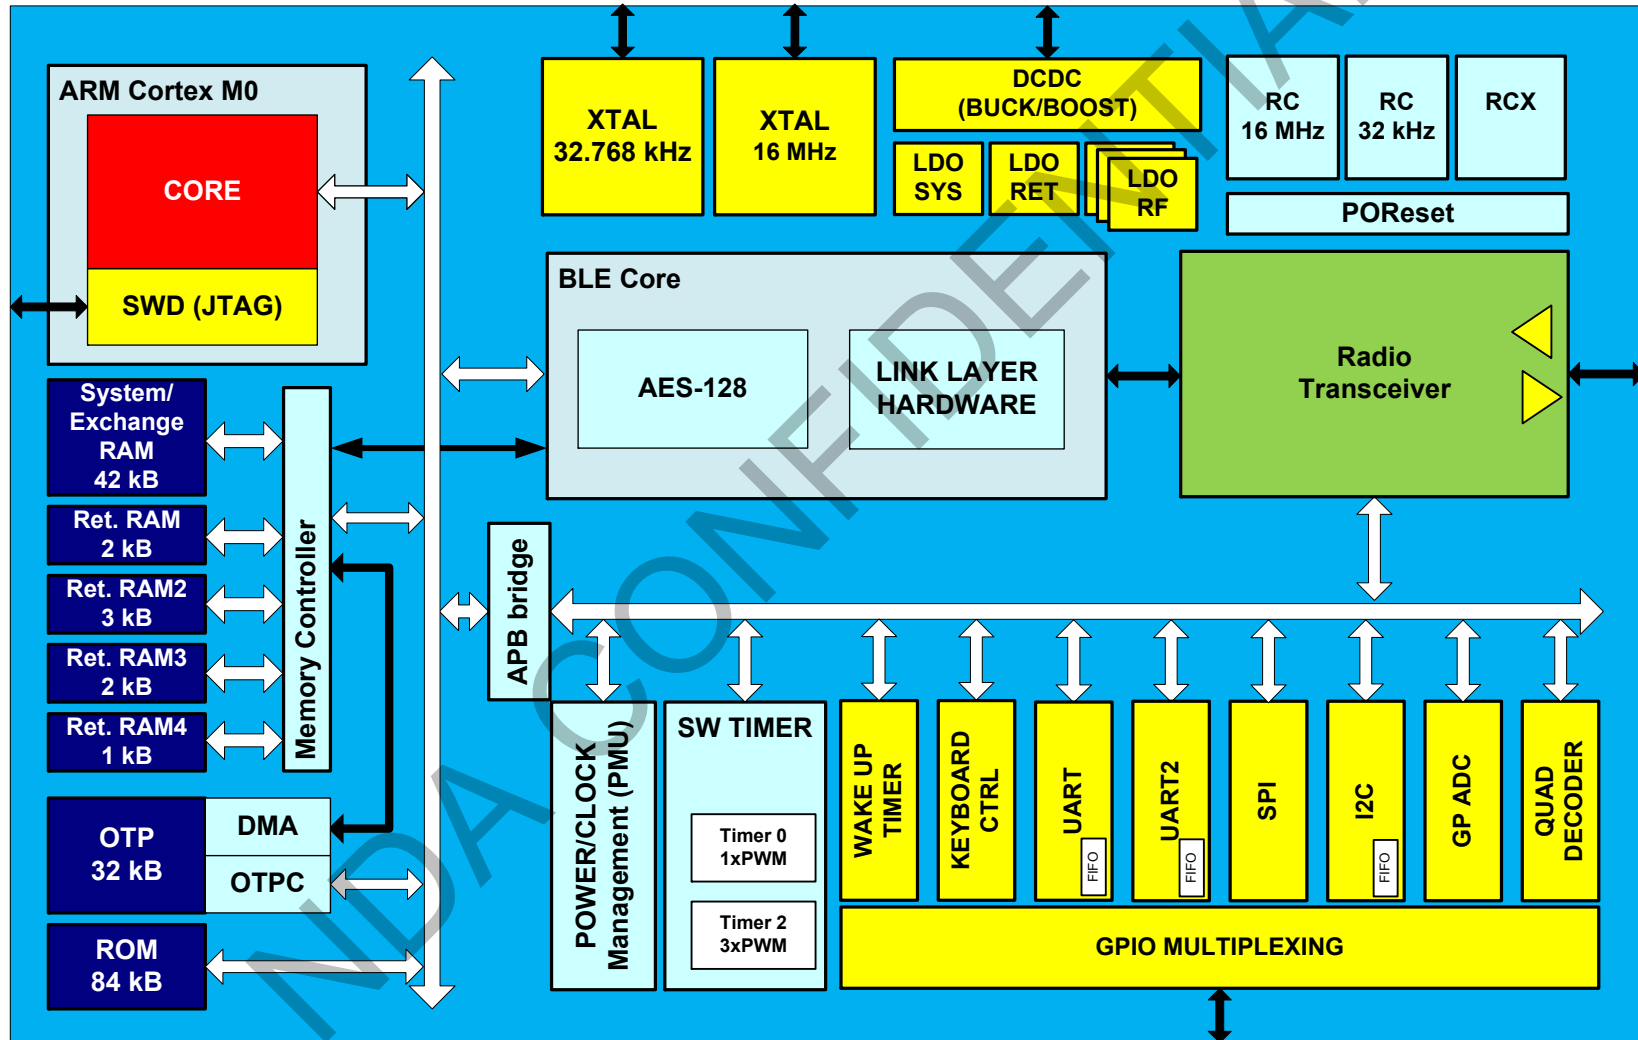 ARM Cortex M0
CORE
SWD (JTAG)
XTAL
32.768 kHz
XTAL
16 MHz
DCDC
(BUCK/BOOST)
LDO
SYS
LDO
RET
LDO
RF
RC
16 MHz
RC
32 kHz
RCX
POReset
BLE Core
AES-128
LINK LAYER
HARDWARE
Radio
Transceiver
System/
Exchange
RAM
42 kB
Ret. RAM
2 kB
Ret. RAM2
3 kB
Ret. RAM3
2 kB
Ret. RAM4
1 kB
Memory Controller
OTP
32 kB
DMA
OTPC
ROM
84 kB
APB bridge
POWER/CLOCK
Management (PMU)
SW TIMER
Timer 0
1xPWM
Timer 2
3xPWM
WAKE UP
TIMER
KEYBOARD
CTRL
UART
FIFO
UART2
FIFO
SPI
I2C
FIFO
GP ADC
QUAD
DECODER
GPIO MULTIPLEXING
NDA CONFIDENTIAL